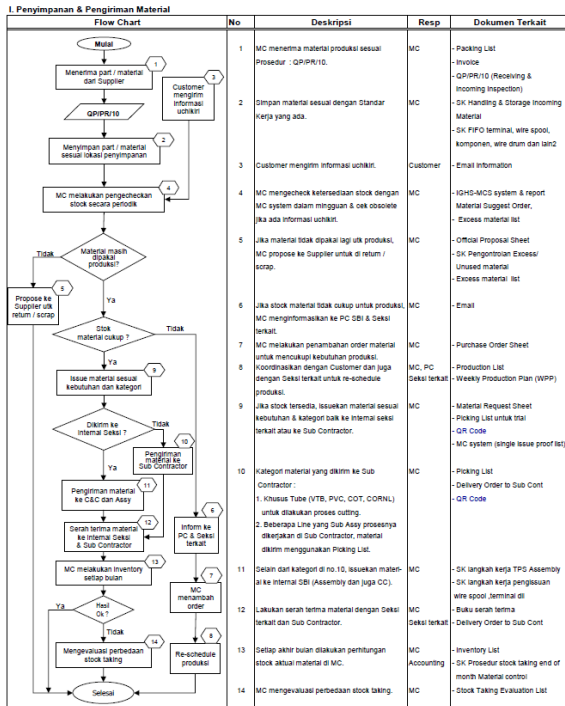 I. Penyimpanan & Pengiriman Material
Flow Chart
No
Deskripsi
Resp
Dokumen Terkait
Mulai
1
Menerima part / material
dari Supplier
3
Customer
mengirim
informasi
uchikiri
QP/PR/10
2
Menyimpan part / material
sesuai lokasi penyimpanan
4
MC melakukan pengecheckan
stock secara periodik
Tidak
Material masih
dipakai
produksi?
5
Ya
Propose ke
Supplier utk
return / scrap
Stok
material cukup ?
Tidak
Ya
9
Issue material sesuai
kebutuhan dan kategori
Dikirim ke
Internal Seksi ?
Tidak
10
Pengiriman
material ke
Sub Contractor
Ya
11
Pengiriman material
ke C&C dan Assy
12
Serah terima material
ke Internal Seksi
& Sub Contractor
6
Inform ke
PC & Seksi
terkait
13
MC melakukan Inventory
setiap bulan
7
MC
menambah
order
Ya
Hasil
Ok ?
Tidak
14
Mengevaluasi perbedaan
stock taking
8
Re-schedule
produksi
Selesai
1
MC menerima material produksi sesuai
Prosedur : QP/PR/10.
MC
- Packing List
- Invoice
- QP/PR/10 (Receiving &
Incoming Inspection)
2
Simpan material sesuai dengan Standar
Kerja yang ada.
MC
- SK Handling & Storage Incoming
Material
- SK FIFO terminal, wire spool,
komponen, wire drum dan lain2
3
Customer mengirim informasi uchikiri.
Customer
- Email Information
4
MC mengecheck ketersediaan stock dengan
MC system dalam mingguan & cek obsolete
jika ada informasi uchikiri.
MC
- IGHS-MCS system & report
Material Suggest Order,
Excess material list
5
Jika material tidak dipakai lagi utk produksi,
MC propose ke Supplier untuk di return /
scrap.
MC
- Official Proposal Sheet
- SK Pengontrolan Excess/
Unused material
- Excess material list
6
Jika stock material tidak cukup untuk produksi,
MC menginformasikan ke PC SBI & Seksi
terkait.
MC
- Email
7
MC melakukan penambahan order material
untuk mencukupi kebutuhan produksi.
MC
- Purchase Order Sheet
8
Koordinasikan dengan Customer dan juga
dengan Seksi terkait untuk re-schedule
produksi.
MC, PC
Seksi terkait
- Production List
- Weekly Production Plan (WPP)
9
Jika stock tersedia, issuekan material sesuai
kebutuhan & kategori baik ke internal seksi
terkait atau ke Sub Contractor.
MC
- Material Request Sheet
- Picking List untuk trial
- QR Code
- MC system (single issue proof list)
10
Kategori material yang dikirim ke Sub
Contractor :
1. Khusus Tube (VTB, PVC, COT, CORNL)
untuk dilakukan proses cutting.
2. Beberapa Line yang Sub Assy prosesnya
dikerjakan di Sub Contractor, material
dikirim menggunakan Picking List.
MC
- Picking List
- Delivery Order to Sub Cont
- QR Code
11
Selain dari kategori di no.10, issuekan materi-
al ke internal SBI (Assembly dan juga CC).
MC
- SK langkah kerja TPS Assembly
- SK langkah kerja pengissuan
wire spool ,terminal dll
12
Lakukan serah terima material dengan Seksi
terkait dan Sub Contractor.
MC
Seksi terkait
- Buku serah terima
- Delivery Order to Sub Cont
13
Setiap akhir bulan dilakukan perhitungan
stock aktual material di MC.
MC
Accounting
- Inventory List
- SK Prosedur stock taking end of
month Material control
14
MC mengevaluasi perbedaan stock taking.
MC
- Stock Taking Evaluation List